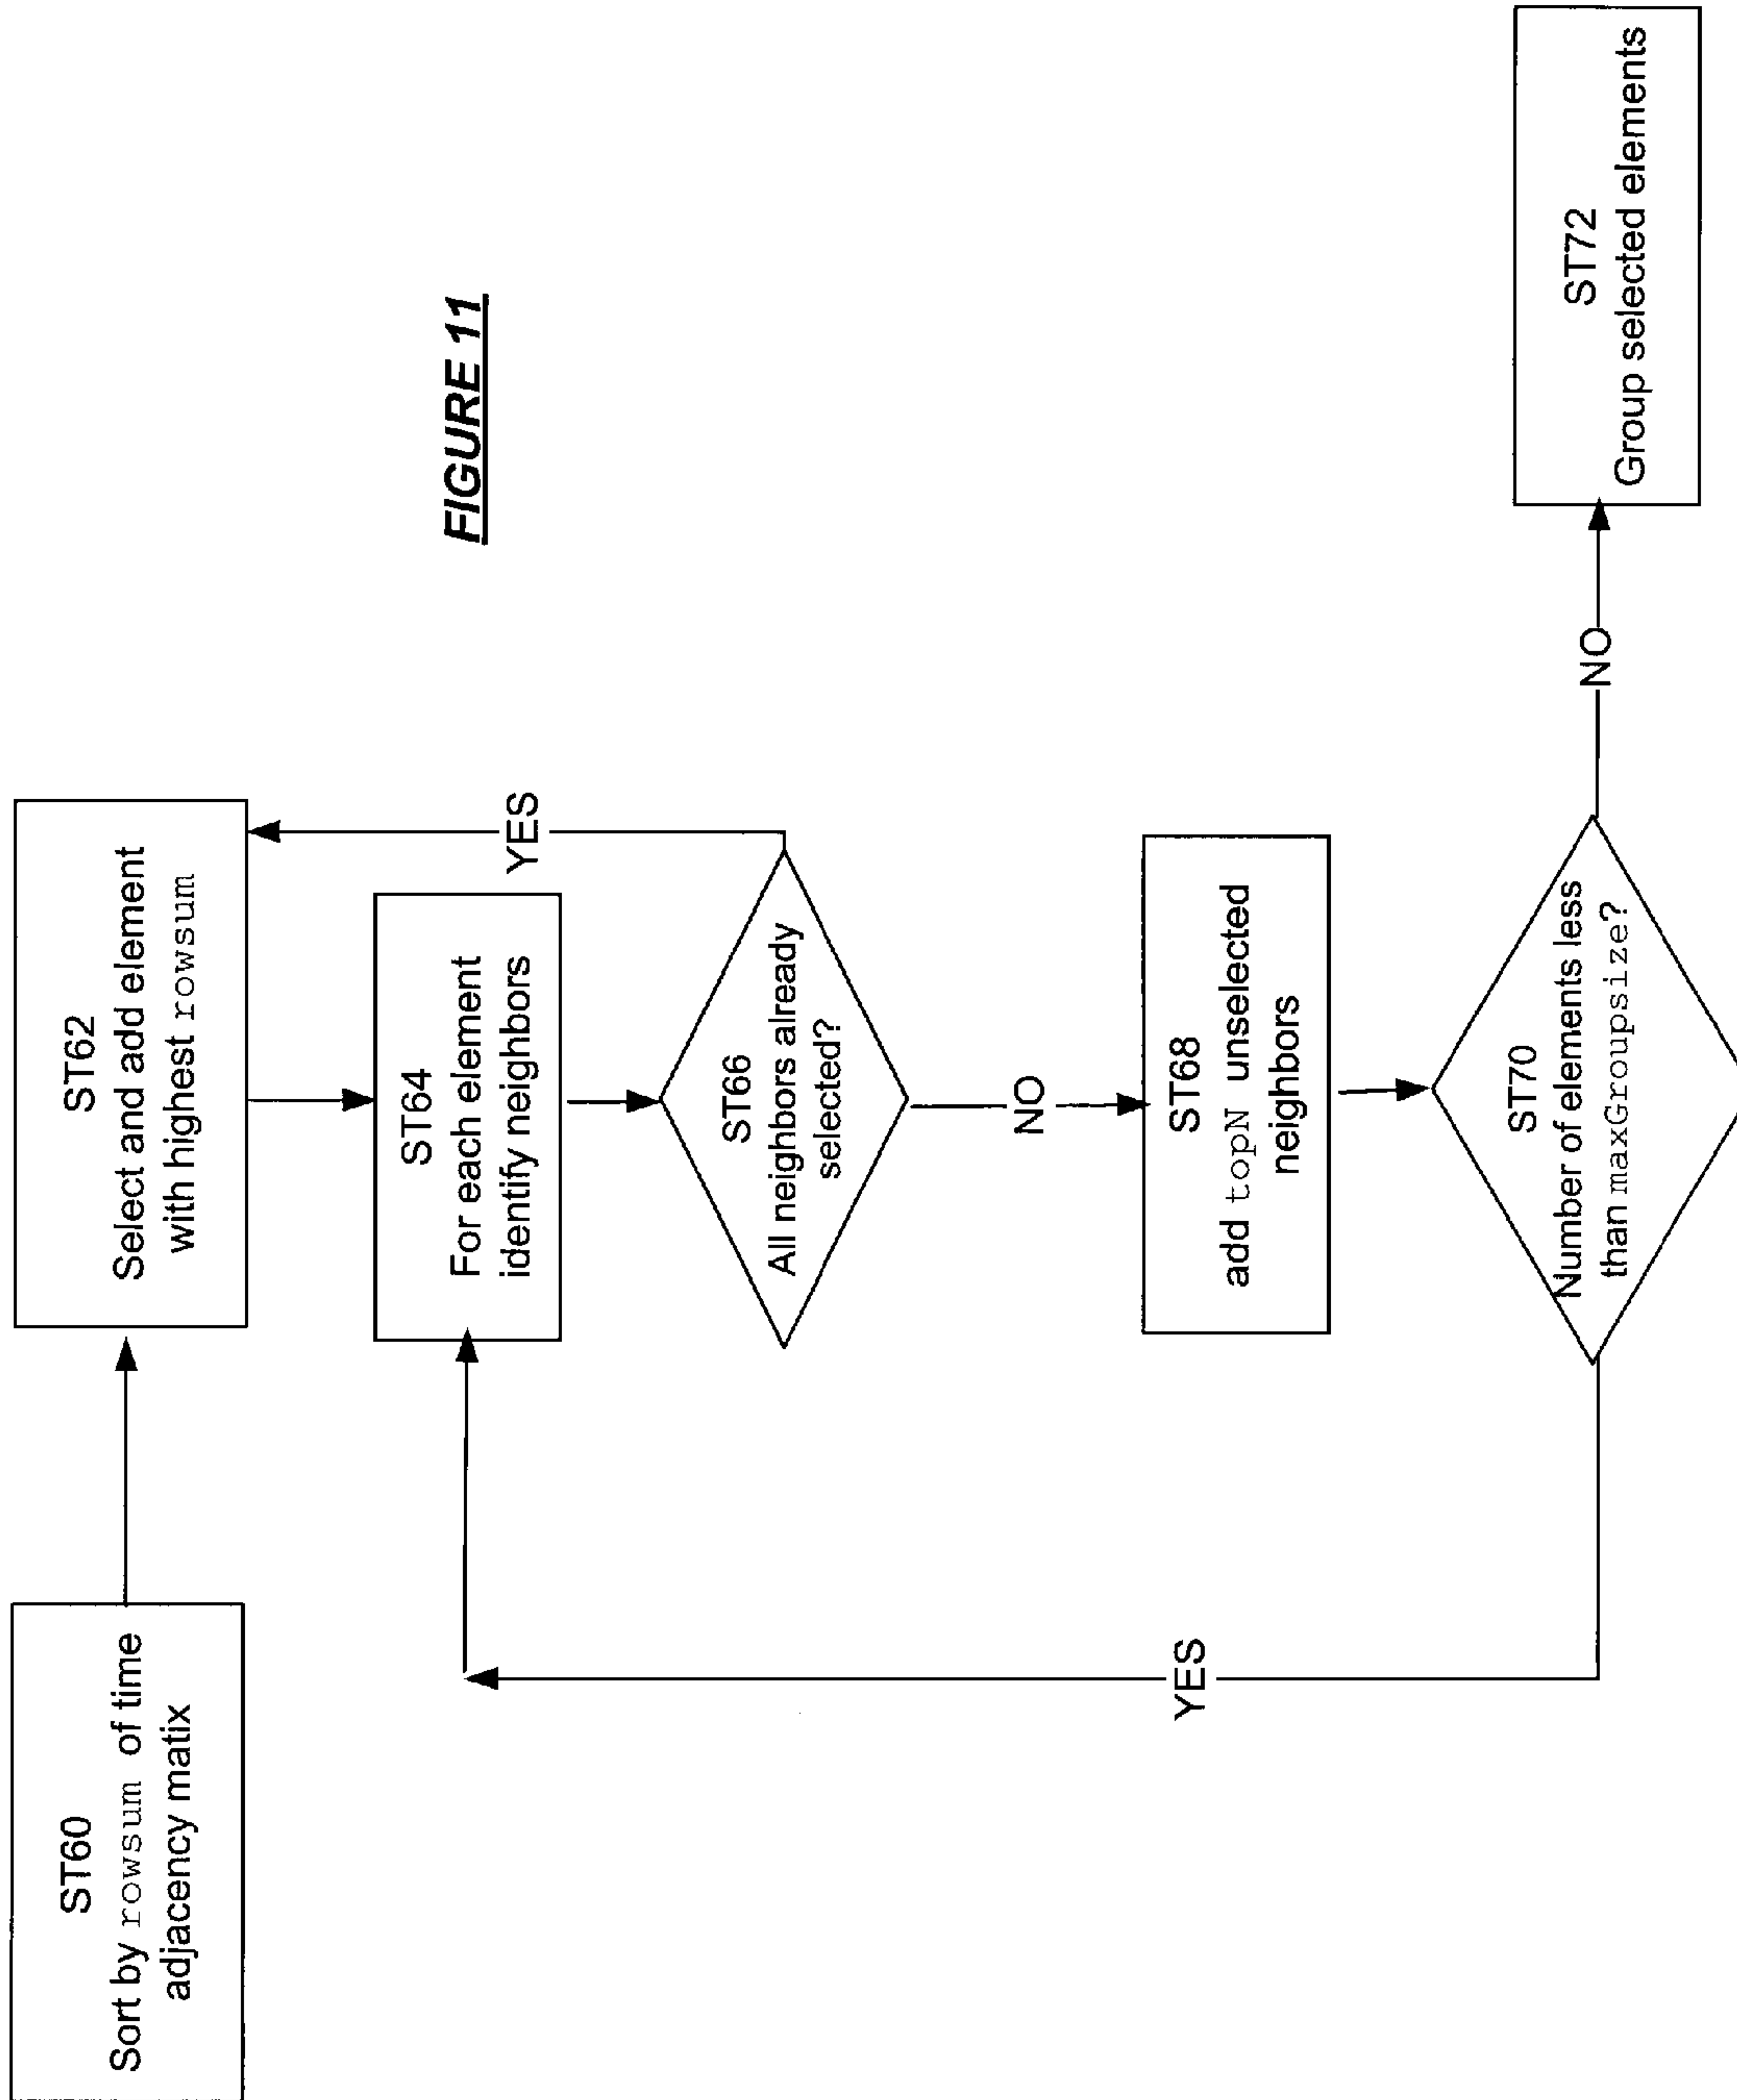 ST60
Sort by rowsum of time
adjacency matix
ST62
Select and add element
with highest rowsum
ST64
For each element
identify neighbors
YES
ST66
All neighbors already
selected?
NO
ST68
add topN unselected
neighbors
ST70
Number of elements less
than maxGroupsize?
YES
NO
ST72
Group selected elements
FIGURE 11